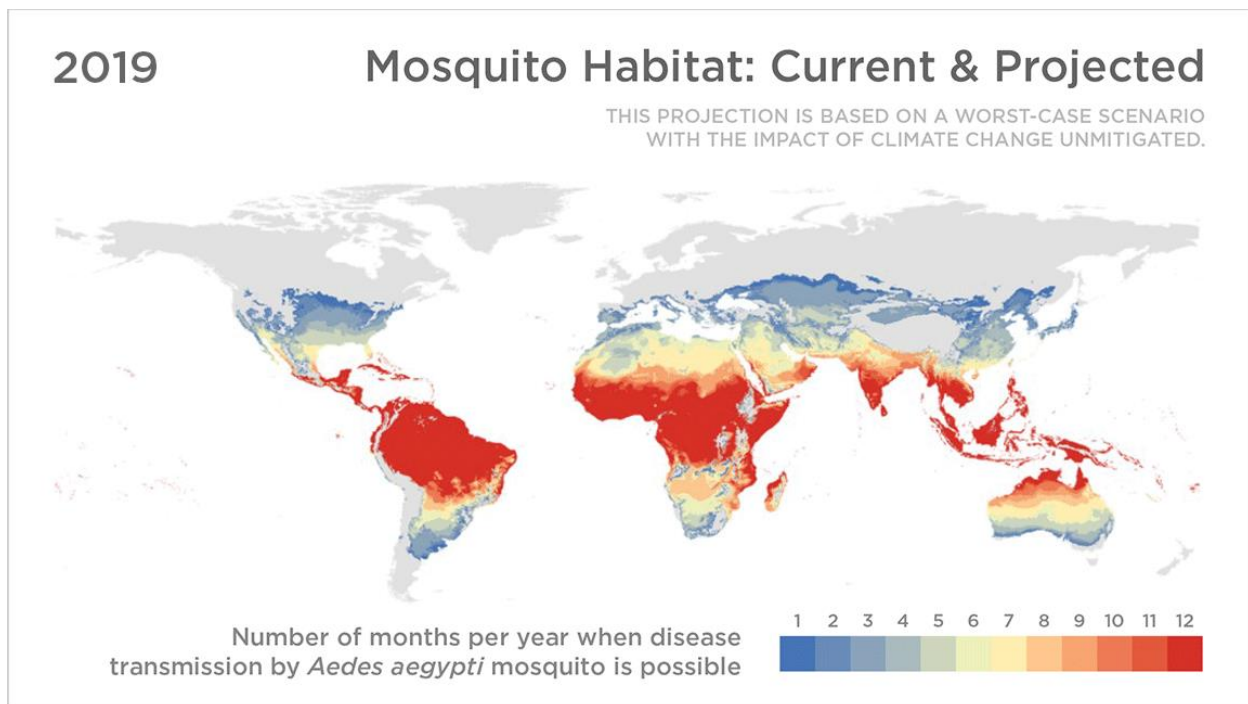 2019
Mosquito Habitat: Current & Projected
THIS PROJECTION IS BASED ON A WORST-CASE SCENARIO
WITH THE IMPACT OF CLIMATE CHANGE UNMITIGATED.
Number of months per year when disease
transmission by Aedes aegypti mosquito is possible
1 2 3 4 5 6 7 8 9 10 11 12